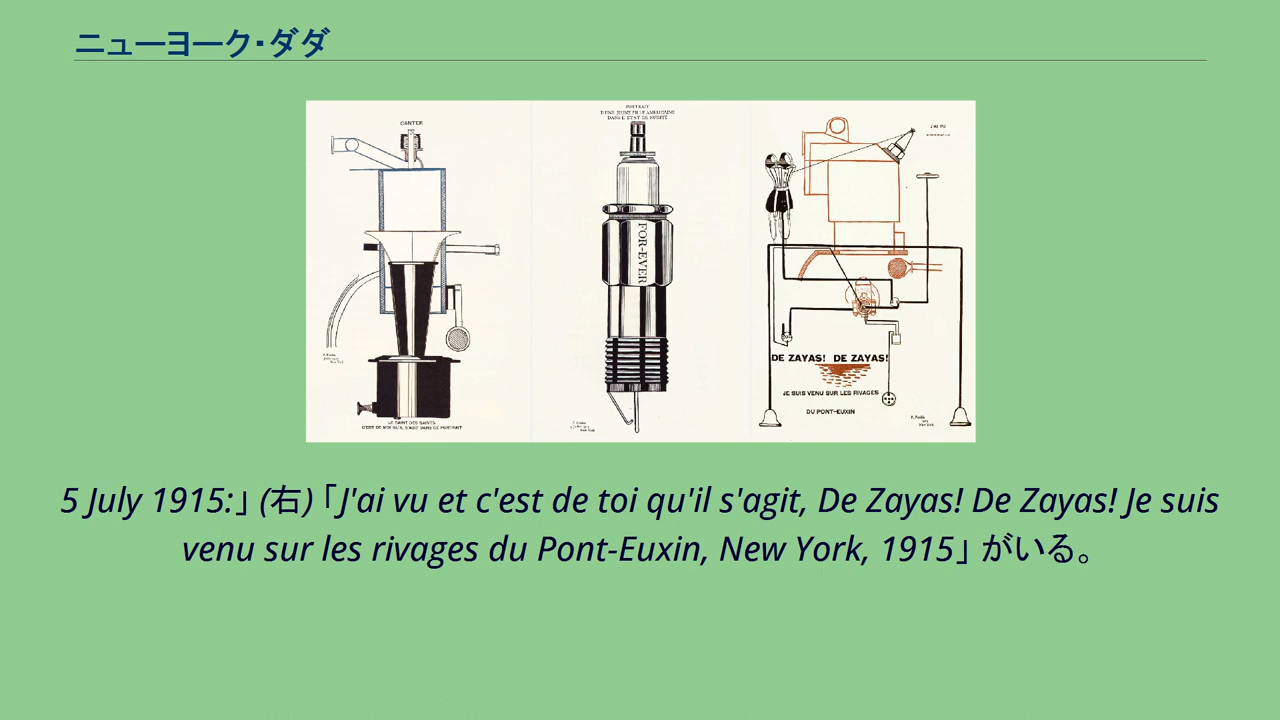 ニューヨーク・ダダ
CANTER
LE SAINT DES SAINTS
C'EST DE MOI QU'IL S'AGIT DANS CE PORTRAIT
PORTRAIT
D'UNE JEUNE FILLE AMERICAINE
DANS L'ETAT DE NUDITÉ
FOR-EVER
J'AI VU
DE ZAYAS! DE ZAYAS!
JE SUIS VENU SUR LES RIVAGES
DU PONT-EUXIN
5 July 1915:」(右)「J'ai vu et c'est de toi qu'il s'agit, De Zayas! De Zayas! Je suis
venu sur les rivages du Pont-Euxin, New York, 1915」がいる。